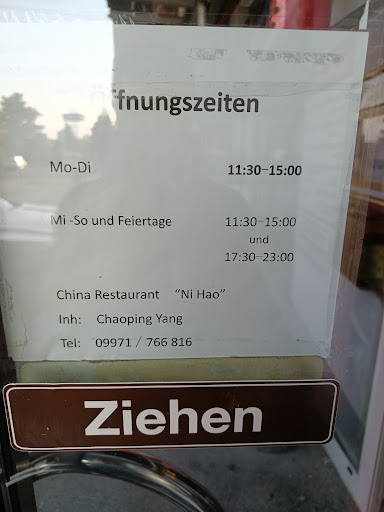 Öffnungszeiten
Mo-Di 11:30-15:00
Mi -So und Feiertage 11:30-15:00
und
17:30-23:00
China Restaurant "Ni Hao"
Inh: Chaoping Yang
Tel: 09971 / 766 816
Ziehen